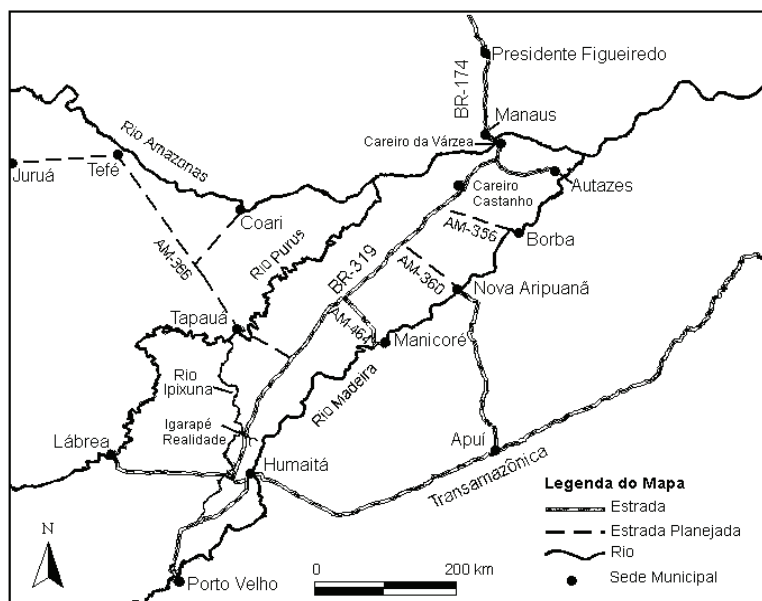 Presidente Figueiredo
BR-174
Manaus
Rio Amazonas
Careiro da Várzea
Juruá
Tefé
Careiro
Castanho
Autazes
Coari
AM-366
Rio Purus
AM-356
Borba
BR-319
AM-360
Nova Aripuanã
Tapauá
AM-464
Manicoré
Rio
Ipixuna
Rio Madeira
Igarapé
Realidade
Lábrea
Apuí
Humaitá
Transamazônica
Legenda do Mapa
Estrada
Estrada Planejada
Rio
Sede Municipal
N
0
200 km
Porto Velho